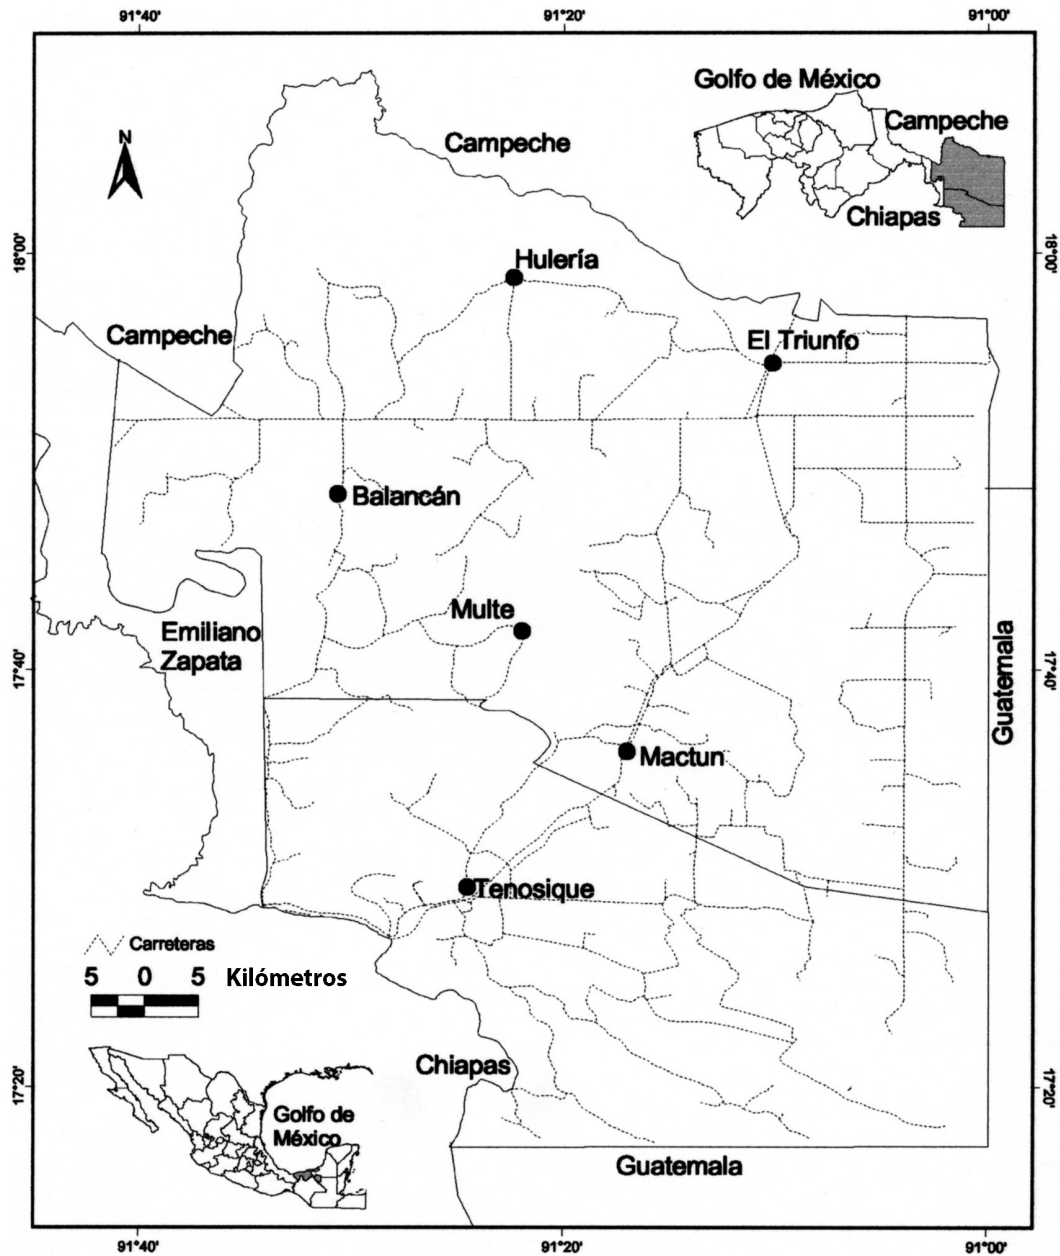 91°40'
91°20'
91°00'
Golfo de México
Campeche
Chiapas
N
Campeche
18°00'
18°00'
Hulería
Campeche
El Triunfo
Balancán
Multe
Emiliano
Zapata
17°40'
17°40'
Guatemala
Mactun
Tenosique
Carreteras
5 0 5 Kilómetros
Chiapas
17°20'
17°20'
Golfo de
México
Guatemala
91°40'
91°20'
91°00'